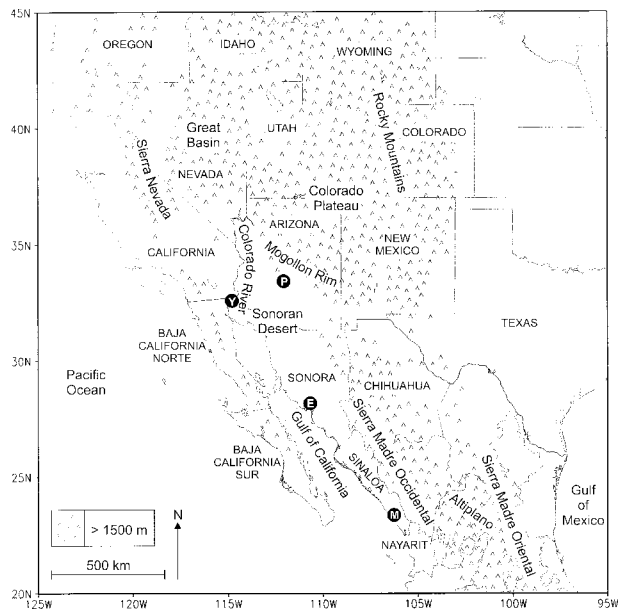 45N
OREGON
IDAHO
WYOMING
40N
Great
Basin
UTAH
Rocky Mountains
COLORADO
Sierra Nevada
NEVADA
Colorado
Plateau
35N
CALIFORNIA
Colorado River
ARIZONA
Mogollon Rim
NEW
MEXICO
P
Y
Sonoran
Desert
TEXAS
BAJA
CALIFORNIA
NORTE
30N
Pacific
Ocean
SONORA
CHIHUAHUA
E
Gulf of California
Sierra Madre Occidental
BAJA
CALIFORNIA
SUR
SINALOA
Sierra Madre Oriental
25N
Altiplano
Gulf
of
Mexico
M
NAYARIT
> 1500 m
N
500 km
20N
125W
120W
115W
110W
105W
100W
95W